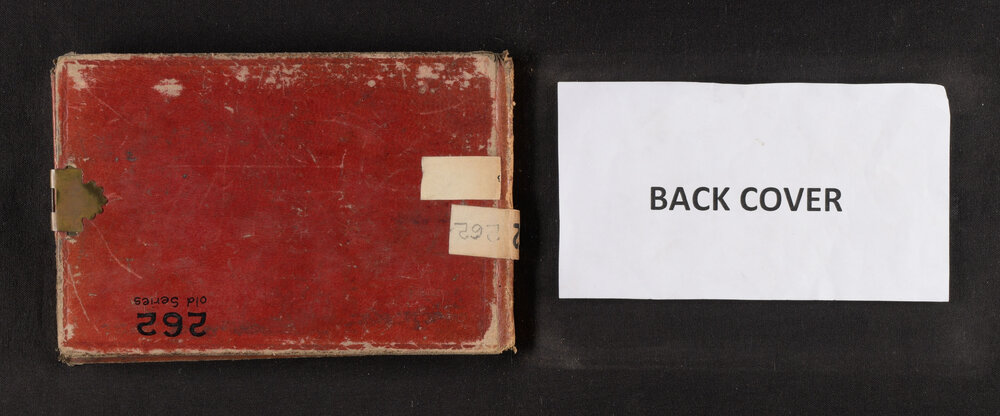 262
old Series
262
BACK COVER